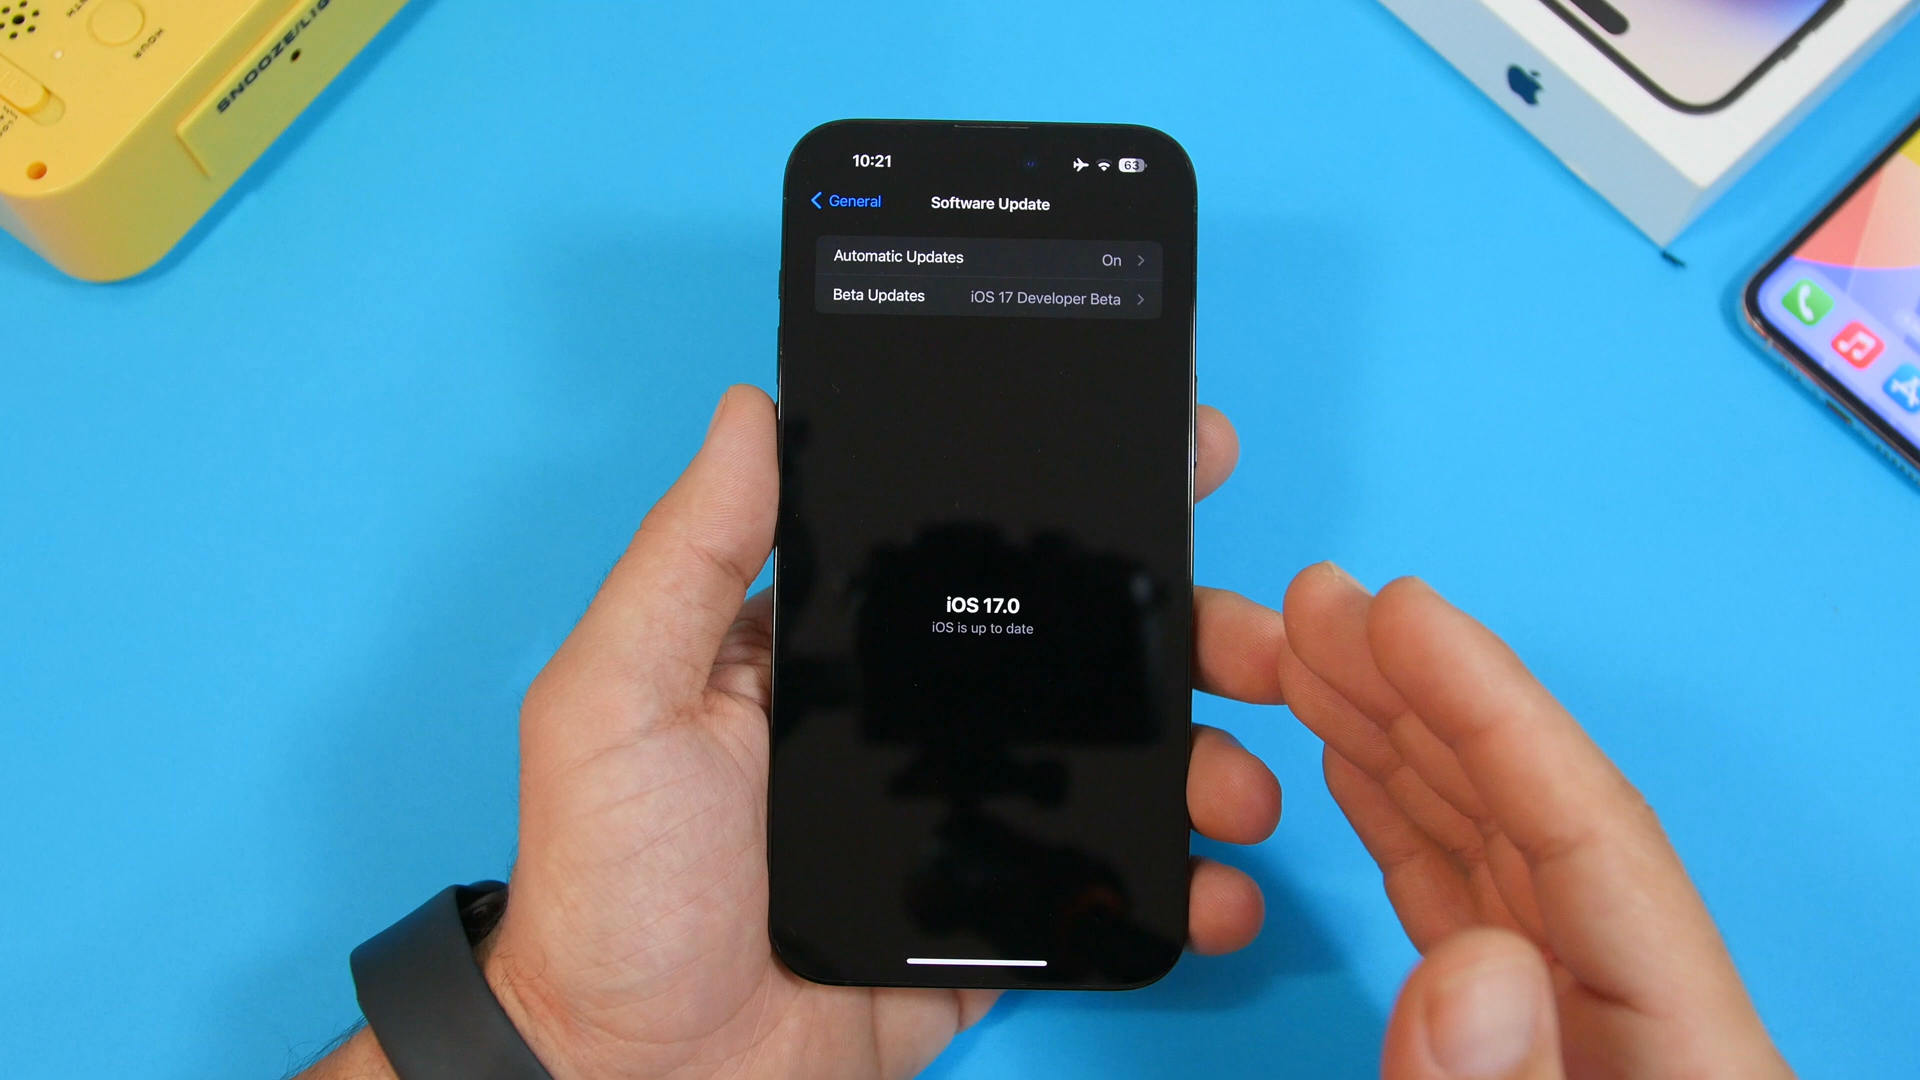 HOUR
SNOOZE/LIG
10:21
63
General
Software Update
Automatic Updates On
Beta Updates iOS 17 Developer Beta
iOS 17.0
iOS is up to date